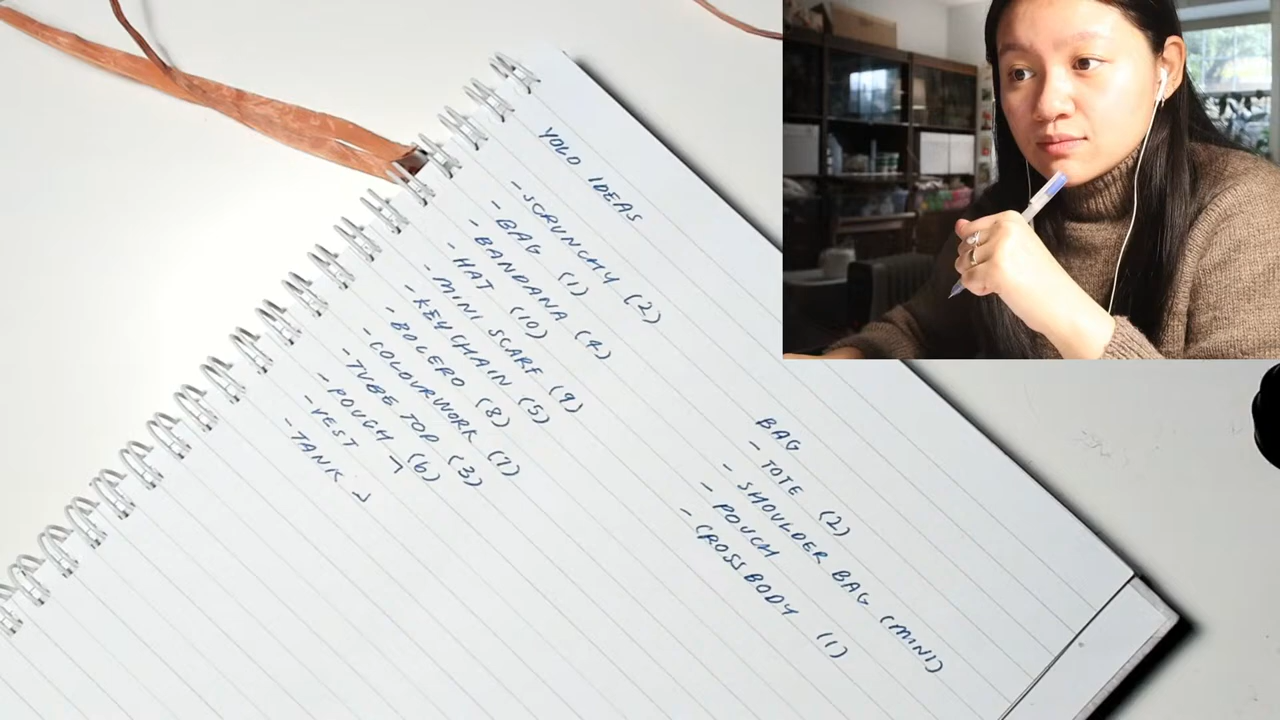 YOLO IDEAS
- SCRUNCHY (2)
- BAG (1)
- BANDANA (4)
- HAT (10)
- MINI SCARF (9)
- KEYCHAIN (5)
- BOLERO (8)
- COLOURWORK (7)
- TUBE TOP (3)
- POUCH (6)
- VEST
- TANK
BAG
- TOTE (2)
- SHOULDER BAG (MINI)
- POUCH
- CROSSBODY (1)